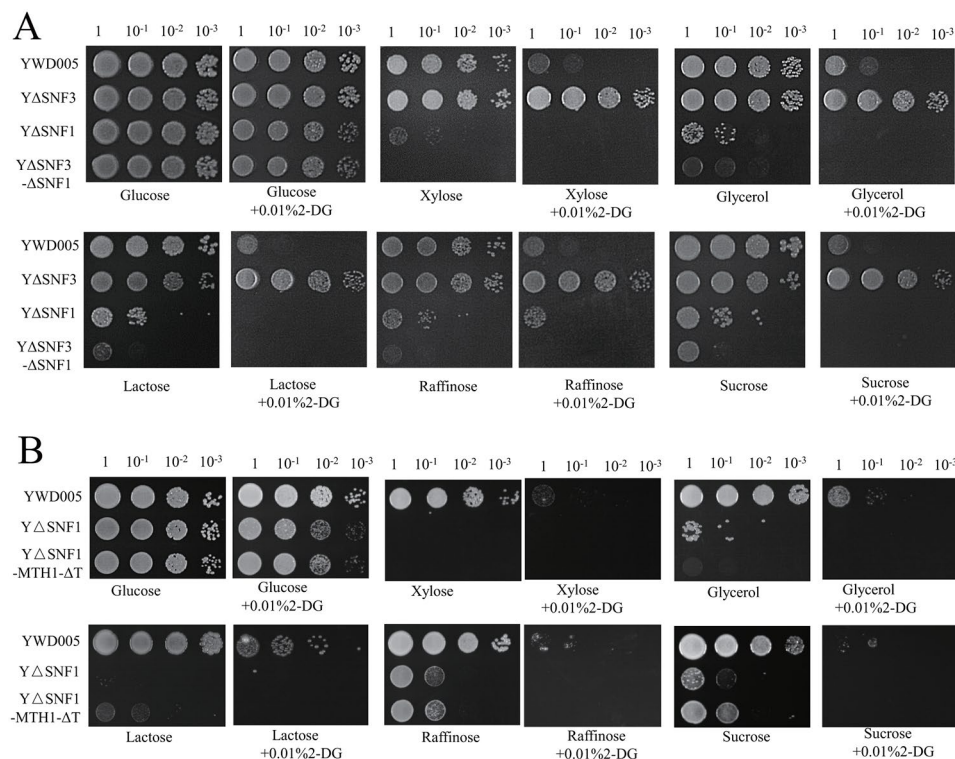 A
1 10-1 10-2 10-3 1 10-1 10-2 10-3 1 10-1 10-2 10-3 1 10-1 10-2 10-3 1 10-1 10-2 10-3 1 10-1 10-2 10-3
YWD005
YΔSNF3
YΔSNF1
YΔSNF3
-ΔSNF1
Glucose
Glucose
+0.01%2-DG
Xylose
Xylose
+0.01%2-DG
Glycerol
Glycerol
+0.01%2-DG
YWD005
YΔSNF3
YΔSNF1
YΔSNF3
-ΔSNF1
Lactose
Lactose
+0.01%2-DG
Raffinose
Raffinose
+0.01%2-DG
Sucrose
Sucrose
+0.01%2-DG
B
1 10-1 10-2 10-3 1 10-1 10-2 10-3 1 10-1 10-2 10-3 1 10-1 10-2 10-3 1 10-1 10-2 10-3 1 10-1 10-2 10-3
YWD005
Y△SNF1
Y△SNF1
-MTH1-ΔT
Glucose
Glucose
+0.01%2-DG
Xylose
Xylose
+0.01%2-DG
Glycerol
Glycerol
+0.01%2-DG
YWD005
Y△SNF1
Y△SNF1
-MTH1-ΔT
Lactose
Lactose
+0.01%2-DG
Raffinose
Raffinose
+0.01%2-DG
Sucrose
Sucrose
+0.01%2-DG